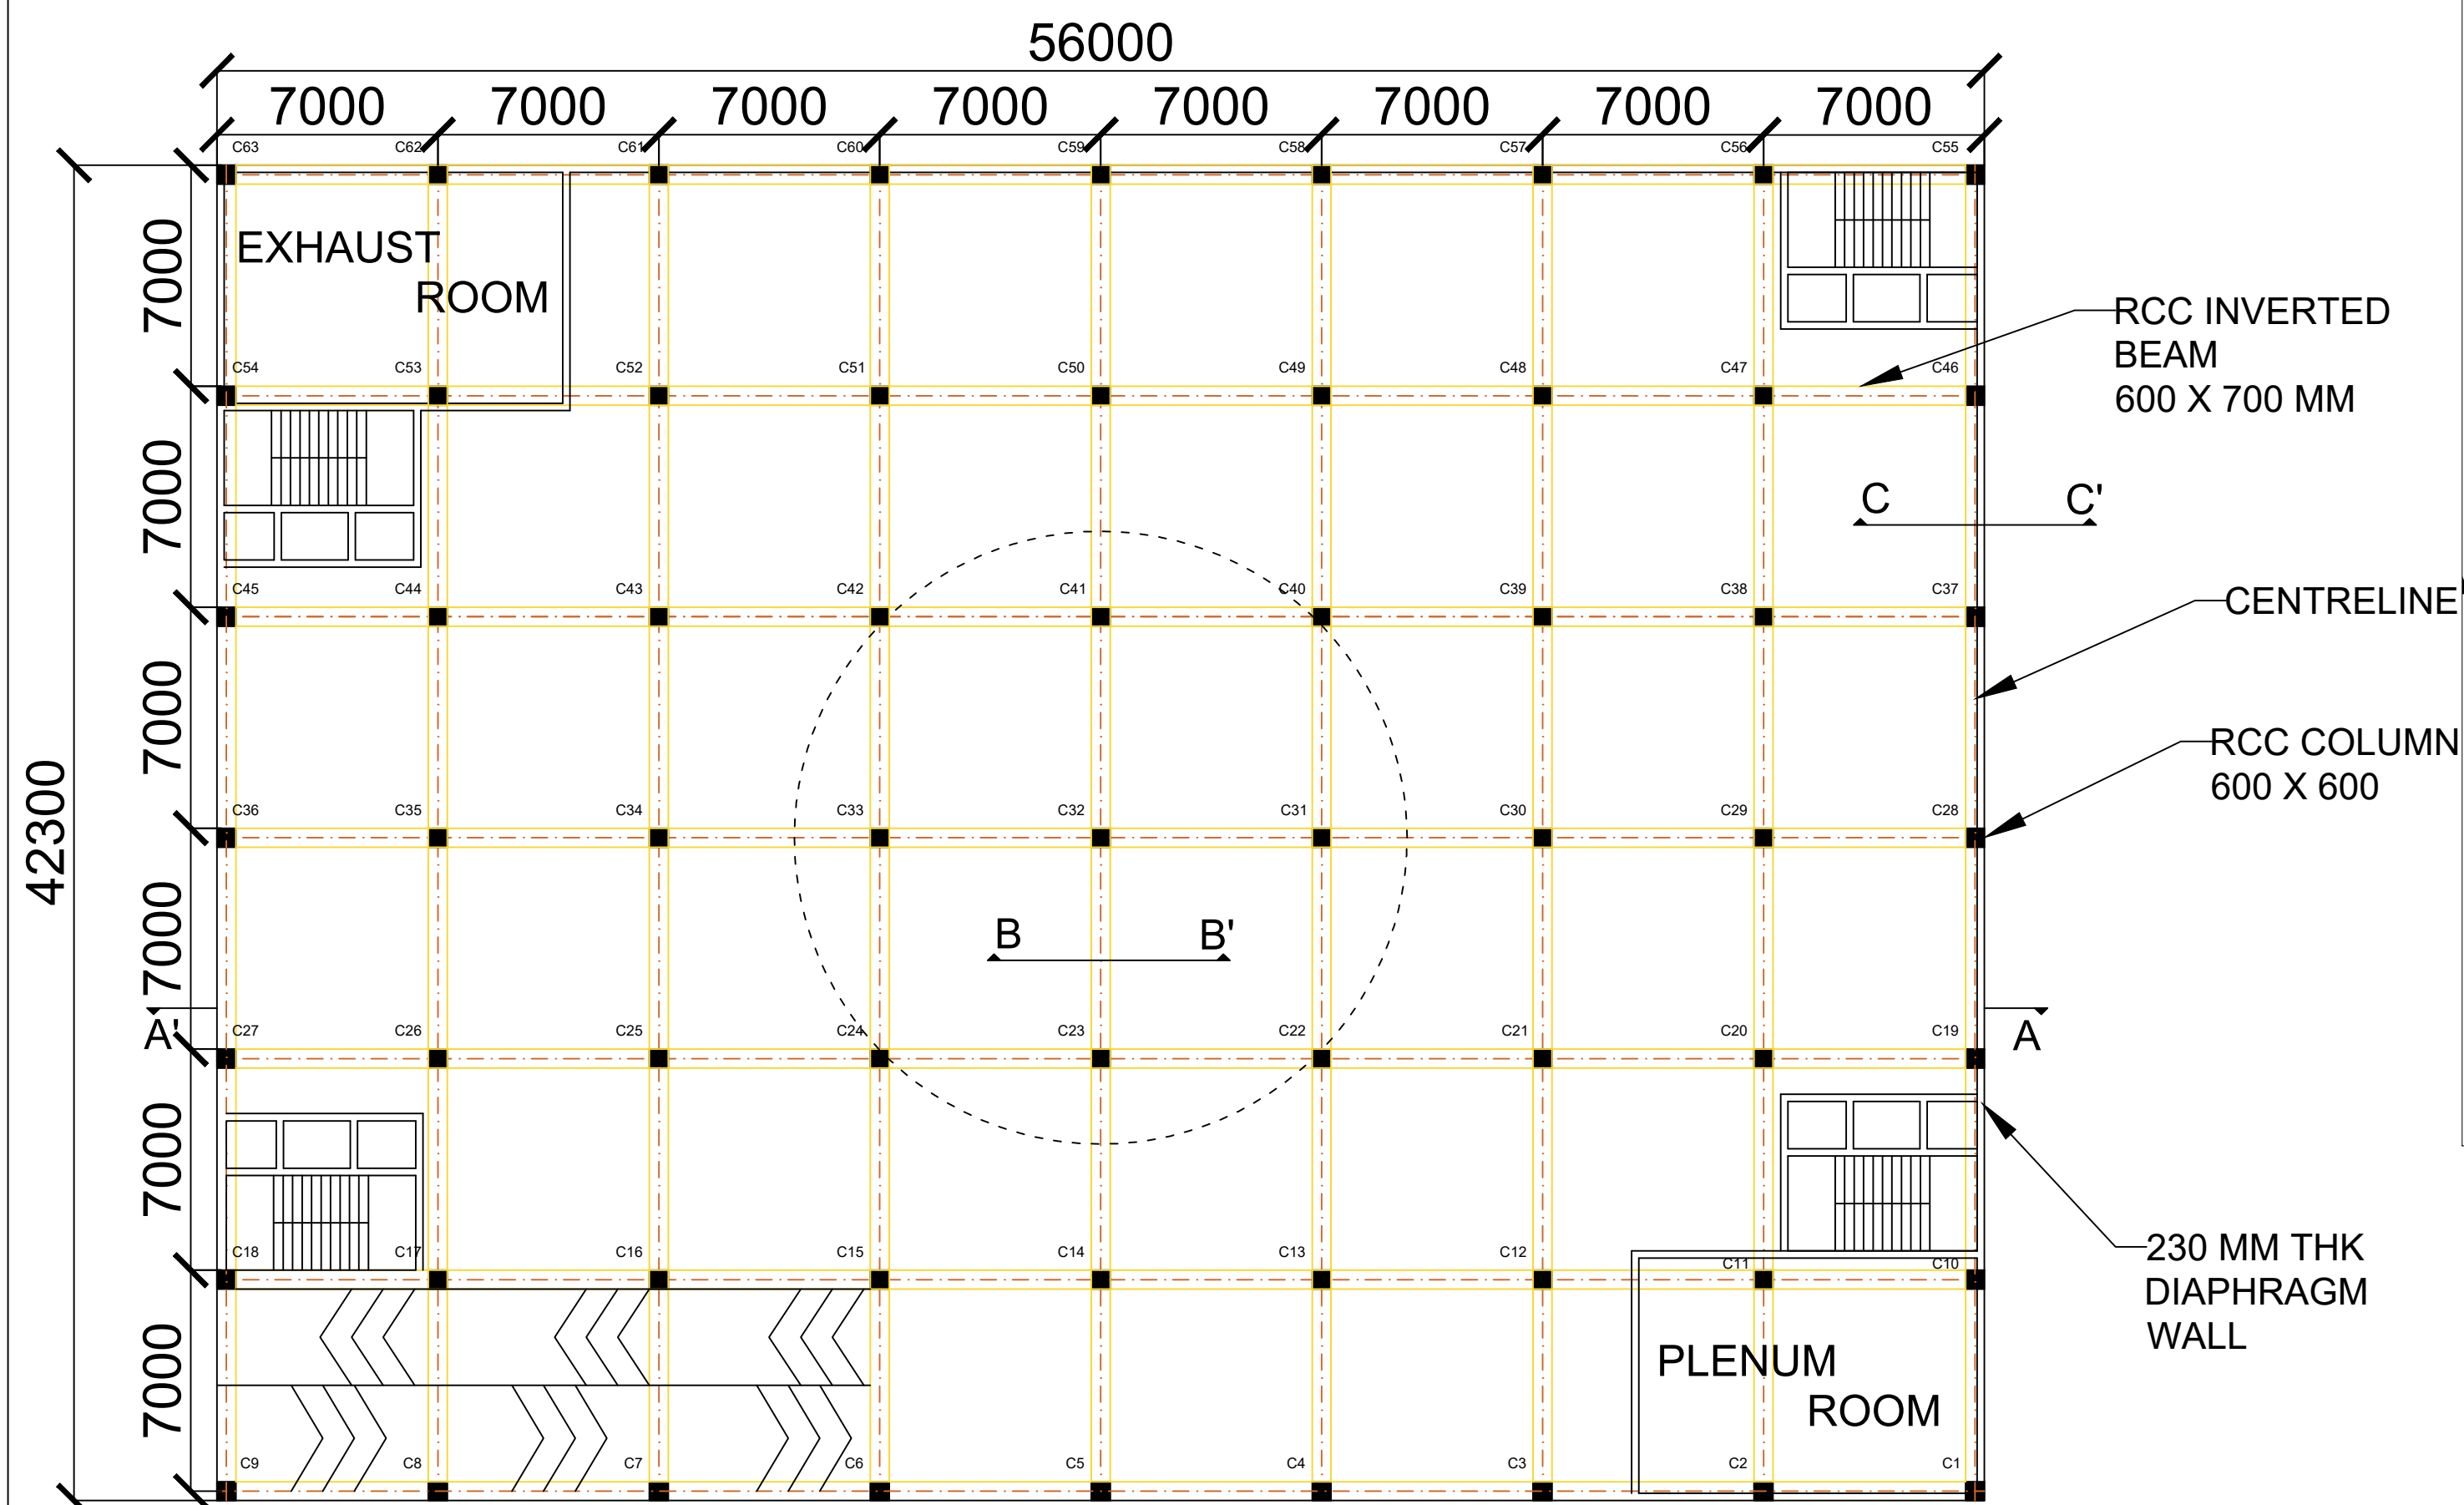 56000
7000 7000 7000 7000 7000 7000 7000 7000
C63 C62 C61 C60 C59 C58 C57 C56 C55
7000
EXHAUST
ROOM
RCC INVERTED
BEAM
600 X 700 MM
C54 C53 C52 C51 C50 C49 C48 C47 C46
7000
C C'
C45 C44 C43 C42 C41 C40 C39 C38 C37
CENTRELINE
7000
RCC COLUMN
600 X 600
42300
C36 C35 C34 C33 C32 C31 C30 C29 C28
7000
B B'
A' A
C27 C26 C25 C24 C23 C22 C21 C20 C19
7000
C18 C17 C16 C15 C14 C13 C12 C11 C10
230 MM THK
DIAPHRAGM
WALL
7000
PLENUM
ROOM
C9 C8 C7 C6 C5 C4 C3 C2 C1